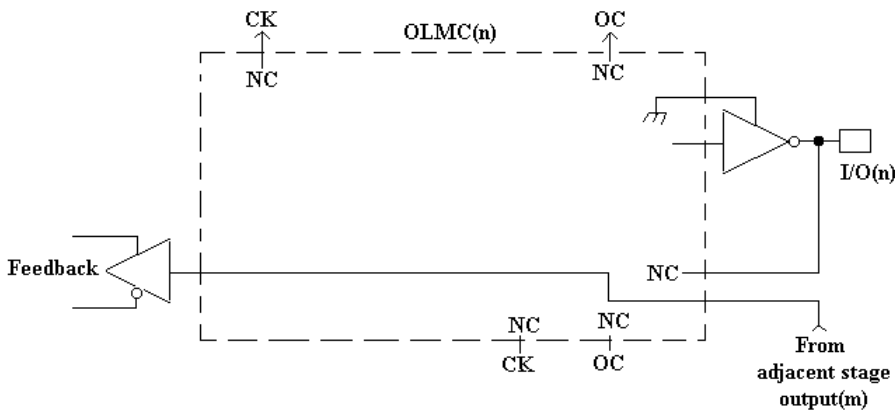 CK
OLMC(n)
OC
NC
NC
I/O(n)
Feedback
NC
NC
NC
CK
OC
From
adjacent stage
output(m)